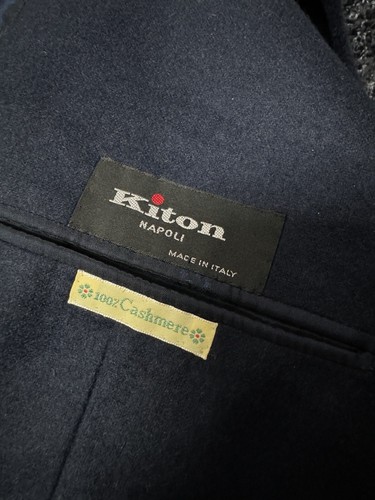 Kiton
NAPOLI
MADE IN ITALY
100% Cashmere